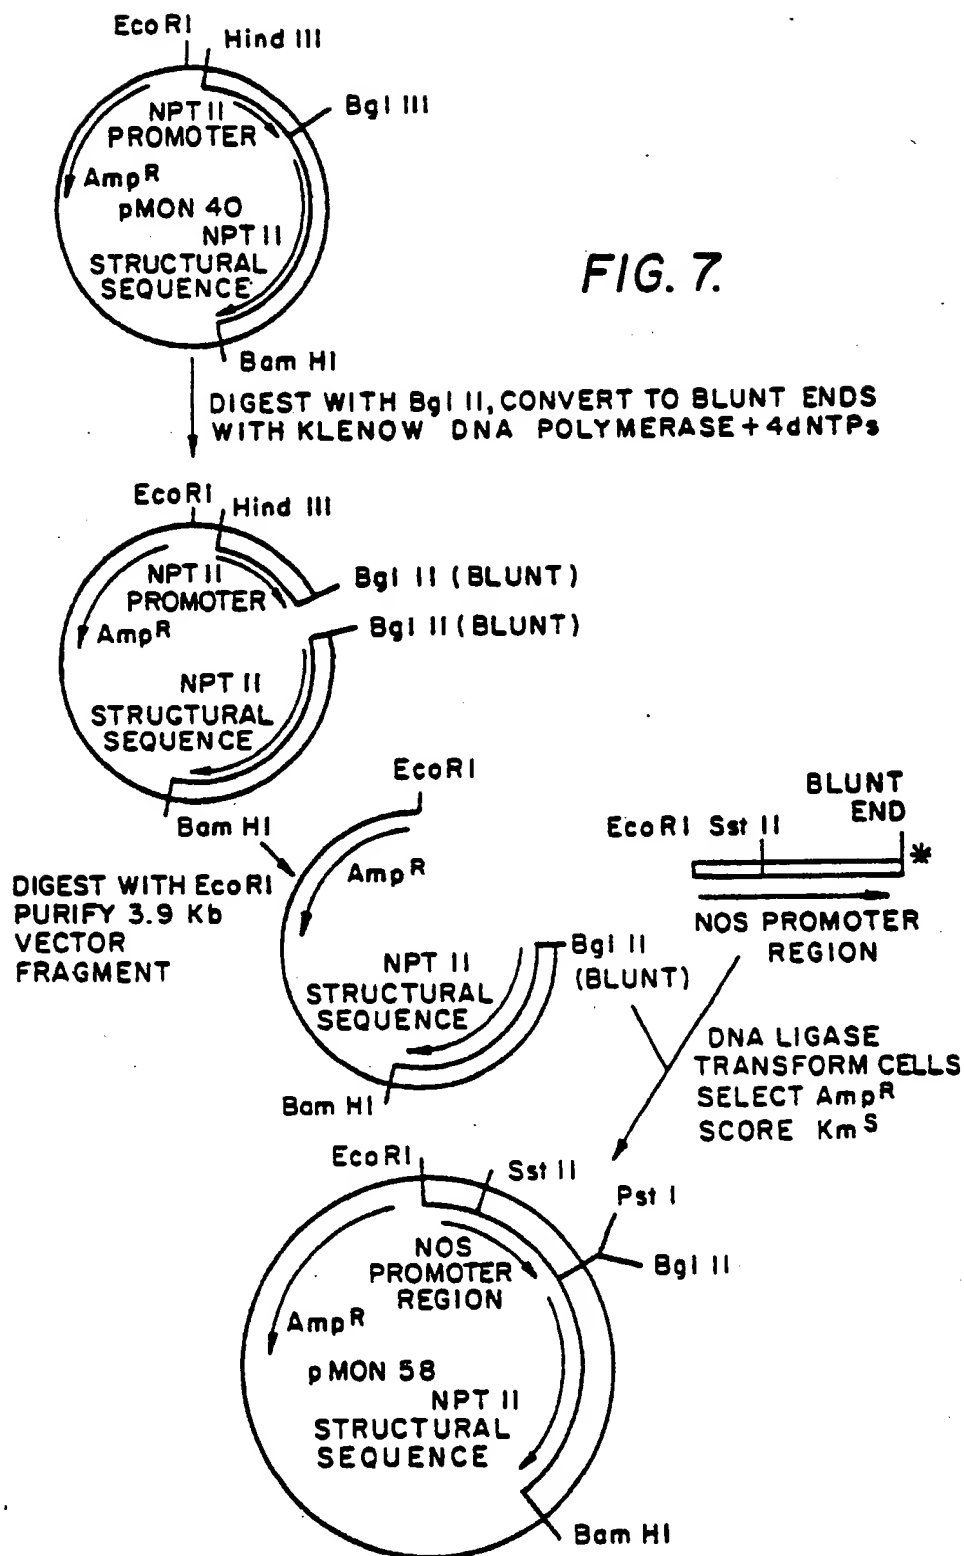 EcoRI
Hind III
NPT II
PROMOTER
Bgl III
AmpR
pMON 40
NPT II
STRUCTURAL
SEQUENCE
Bam HI
FIG. 7.
DIGEST WITH Bgl II, CONVERT TO BLUNT ENDS
WITH KLENOW DNA POLYMERASE + 4dNTPs
EcoRI
Hind III
NPT II
PROMOTER
Bgl II (BLUNT)
Bgl II (BLUNT)
AmpR
NPT II
STRUCTURAL
SEQUENCE
Bam HI
EcoRI
AmpR
DIGEST WITH EcoRI
PURIFY 3.9 Kb
VECTOR
FRAGMENT
NPT II
STRUCTURAL
SEQUENCE
Bgl II
(BLUNT)
Bam HI
BLUNT
END
EcoRI Sst II
*
NOS PROMOTER
REGION
DNA LIGASE
TRANSFORM CELLS
SELECT AmpR
SCORE KmS
EcoRI
Sst II
Pst I
Bgl II
NOS
PROMOTER
REGION
AmpR
pMON 58
NPT II
STRUCTURAL
SEQUENCE
Bam HI